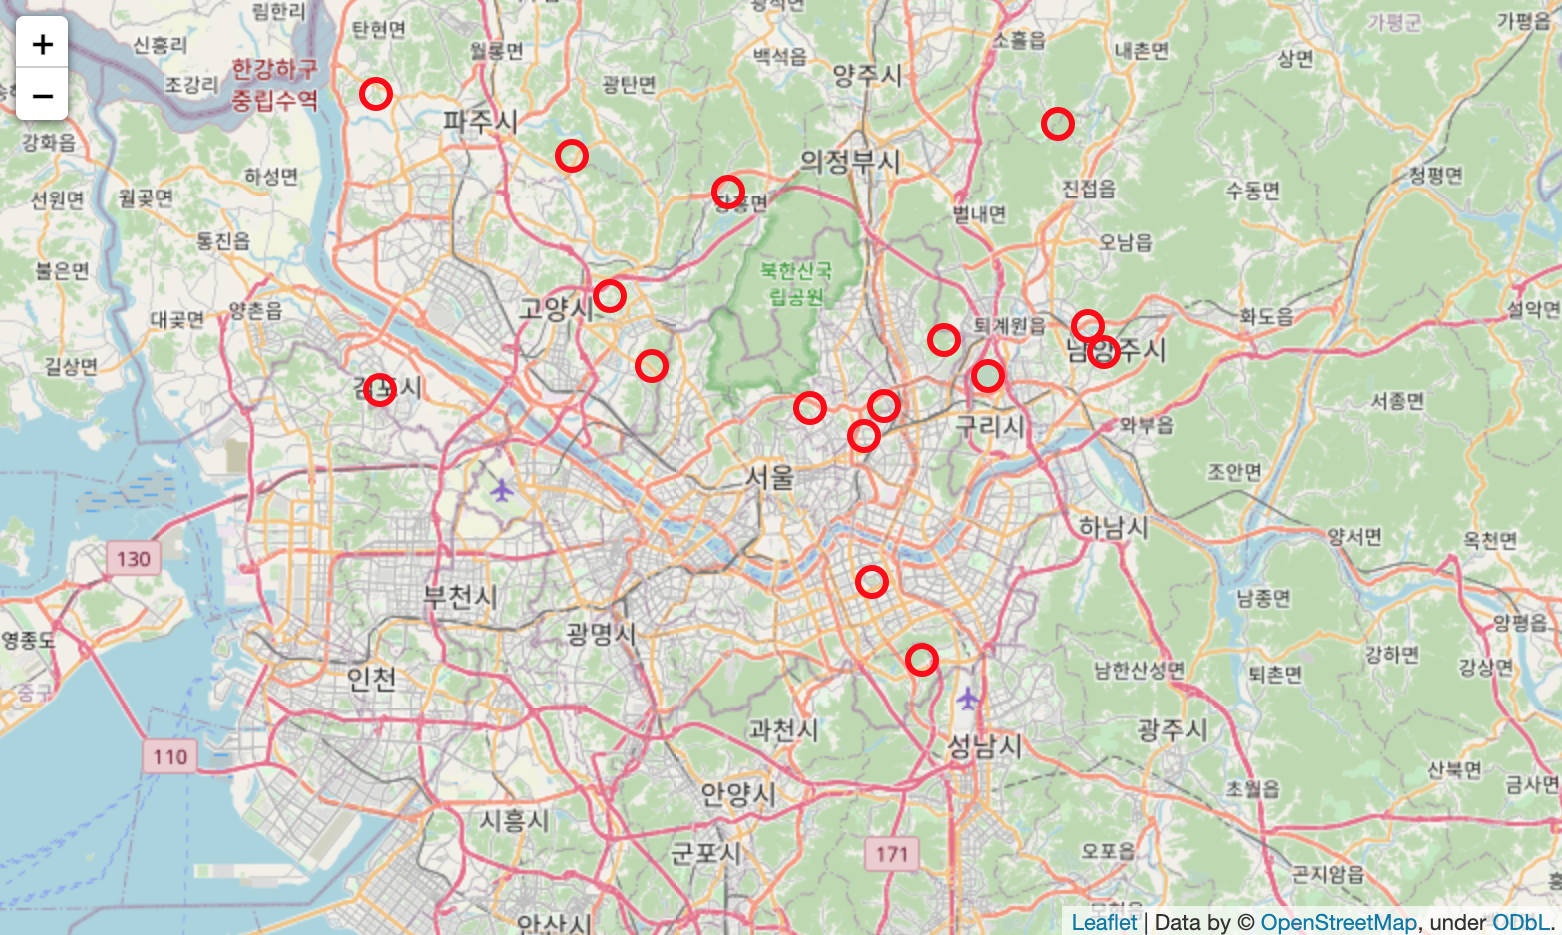 +
−
림한리
탄현면
광적면
소흘읍
내촌면
가평군
가평읍
신흥리
월롱면
백석읍
양주시
상면
한강하구
중립수역
조강리
광탄면
강화읍
파주시
의정부시
하성면
선원면
월곶면
진접읍
수동면
청평면
별내면
통진읍
오남읍
불은면
북한산국
립공원
고양시
양촌읍
대곶면
퇴계원읍
화도읍
설악면
길상면
남양주시
김포시
서종면
구리시
와부읍
서울
조안면
하남시
양서면
옥천면
130
부천시
남종면
광명시
양평읍
영종도
중구
인천
남한산성면
퇴촌면
강하면
강상면
과천시
광주시
성남시
110
안양시
산북면
금사면
초월읍
시흥시
171
군포시
오포읍
곤지암읍
안산시
Leaflet | Data by © OpenStreetMap, under ODbL.